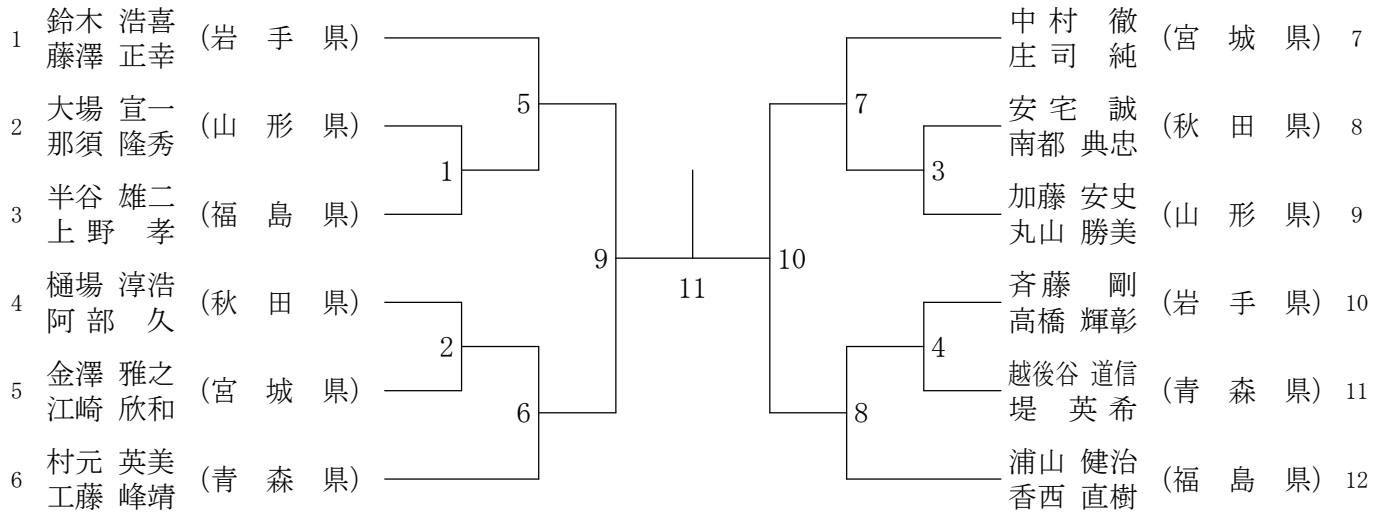 1 鈴木 浩喜 藤澤 正幸 (岩 手 県)
2 大場 宣一 那須 隆秀 (山 形 県)
3 半谷 雄二 上野 孝 (福 島 県)
4 樋場 淳浩 阿部 久 (秋 田 県)
5 金澤 雅之 江崎 欣和 (宮 城 県)
6 村元 英美 工藤 峰靖 (青 森 県)
5
1
9
2
6
11
7
3
10
4
8
中村 徹 庄司 純 (宮 城 県) 7
安宅 誠 南都 典忠 (秋 田 県) 8
加藤 安史 丸山 勝美 (山 形 県) 9
斉藤 剛 高橋 輝彰 (岩 手 県) 10
越後谷 道信 堤 英希 (青 森 県) 11
浦山 健治 香西 直樹 (福 島 県) 12